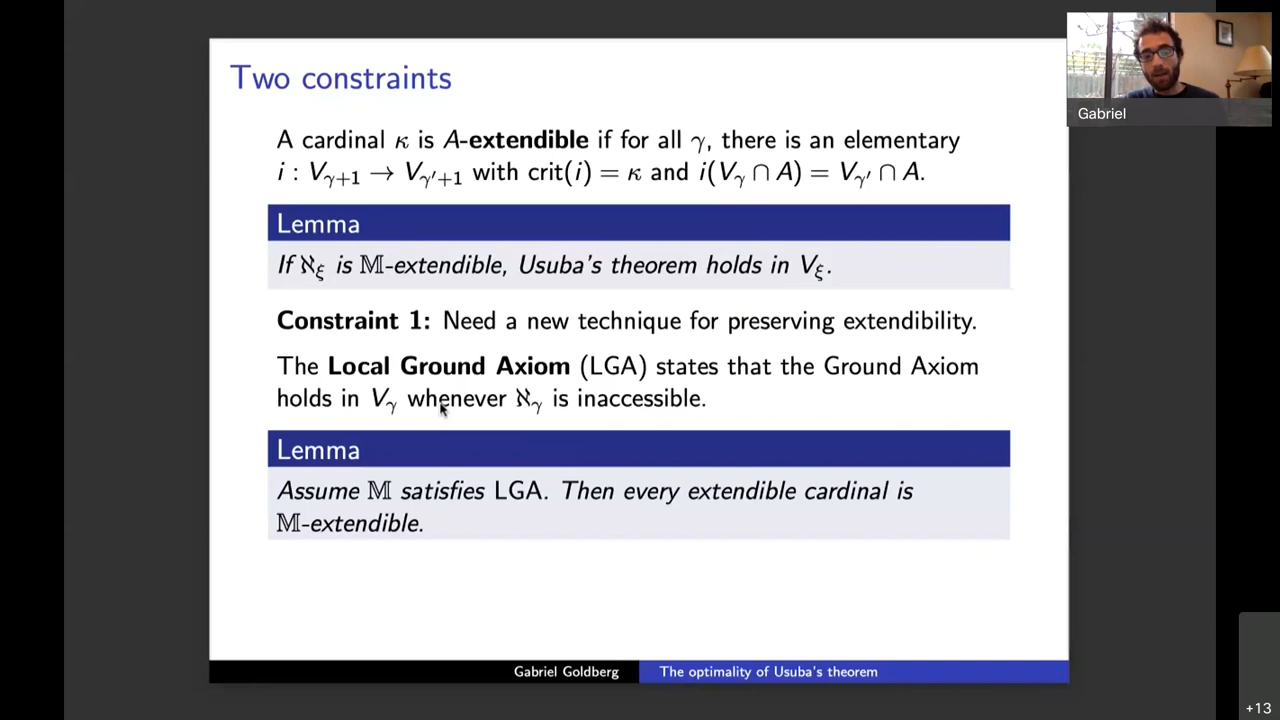 Two constraints
Gabriel
A cardinal κ is A-extendible if for all γ, there is an elementary
i : V_{γ+1} → V_{γ′+1} with crit(i) = κ and i(V_γ ∩ A) = V_{γ′} ∩ A.
Lemma
If ℵ_ξ is 𝕄-extendible, Usuba's theorem holds in V_ξ.
Constraint 1: Need a new technique for preserving extendibility.
The Local Ground Axiom (LGA) states that the Ground Axiom
holds in V_γ whenever ℵ_γ is inaccessible.
Lemma
Assume 𝕄 satisfies LGA. Then every extendible cardinal is
𝕄-extendible.
Gabriel Goldberg
The optimality of Usuba's theorem
+13